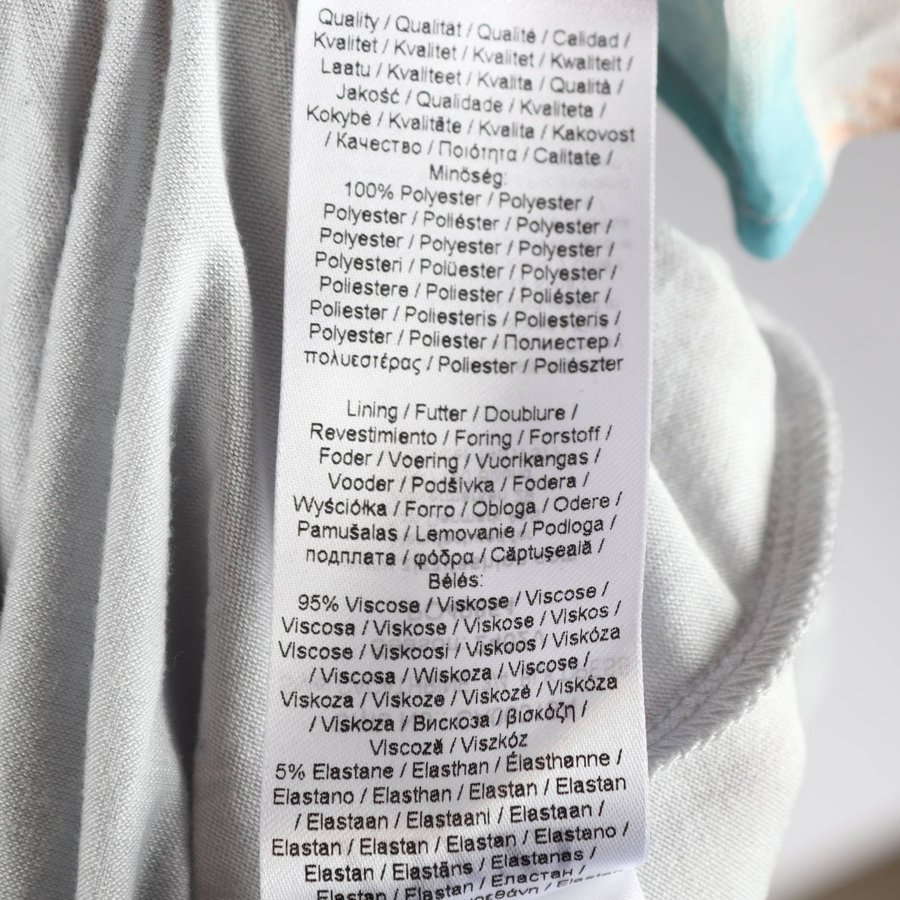 Quality / Qualität / Qualité / Calidad /
Kvalitet / Kvalitet / Kvalitet / Kwaliteit /
Laatu / Kvaliteet / Kvalita / Qualità /
Jakość / Qualidade / Kvaliteta /
Kokybė / Kvalitāte / Kvalita / Kakovost
/ Качество / Ποιότητα / Calitate /
Minőség:
100% Polyester / Polyester /
Polyester / Poliéster / Polyester /
Polyester / Polyester / Polyester /
Polyesteri / Polüester / Polyester /
Poliestere / Poliester / Poliéster /
Poliester / Poliesteris / Poliesteris /
Polyester / Poliester / Полиестер /
πολυεστέρας / Poliester / Poliészter
Lining / Futter / Doublure /
Revestimiento / Foring / Forstoff /
Foder / Voering / Vuorikangas /
Vooder / Podšívka / Fodera /
Wyściółka / Forro / Obloga / Odere /
Pamušalas / Lemovanie / Podloga /
подплата / φόδρα / Căptuşeală /
Bélés:
95% Viscose / Viskose / Viscose /
Viscosa / Viskose / Viskose / Viskos /
Viscose / Viskoosi / Viskoos / Viskóza
/ Viscosa / Wiskoza / Viscose /
Viskoza / Viskoze / Viskozė / Viskóza
/ Viskoza / Вискоза / βισκόζη /
Viscoză / Viszkóz
5% Elastane / Elasthan / Élasthanne /
Elastano / Elasthan / Elastan / Elastan
/ Elastaan / Elastaani / Elastaan /
Elastan / Elastan / Elastan / Elastano /
Elastan / Elastāns / Elastanas /
Elastan / Elastan / Еластан /